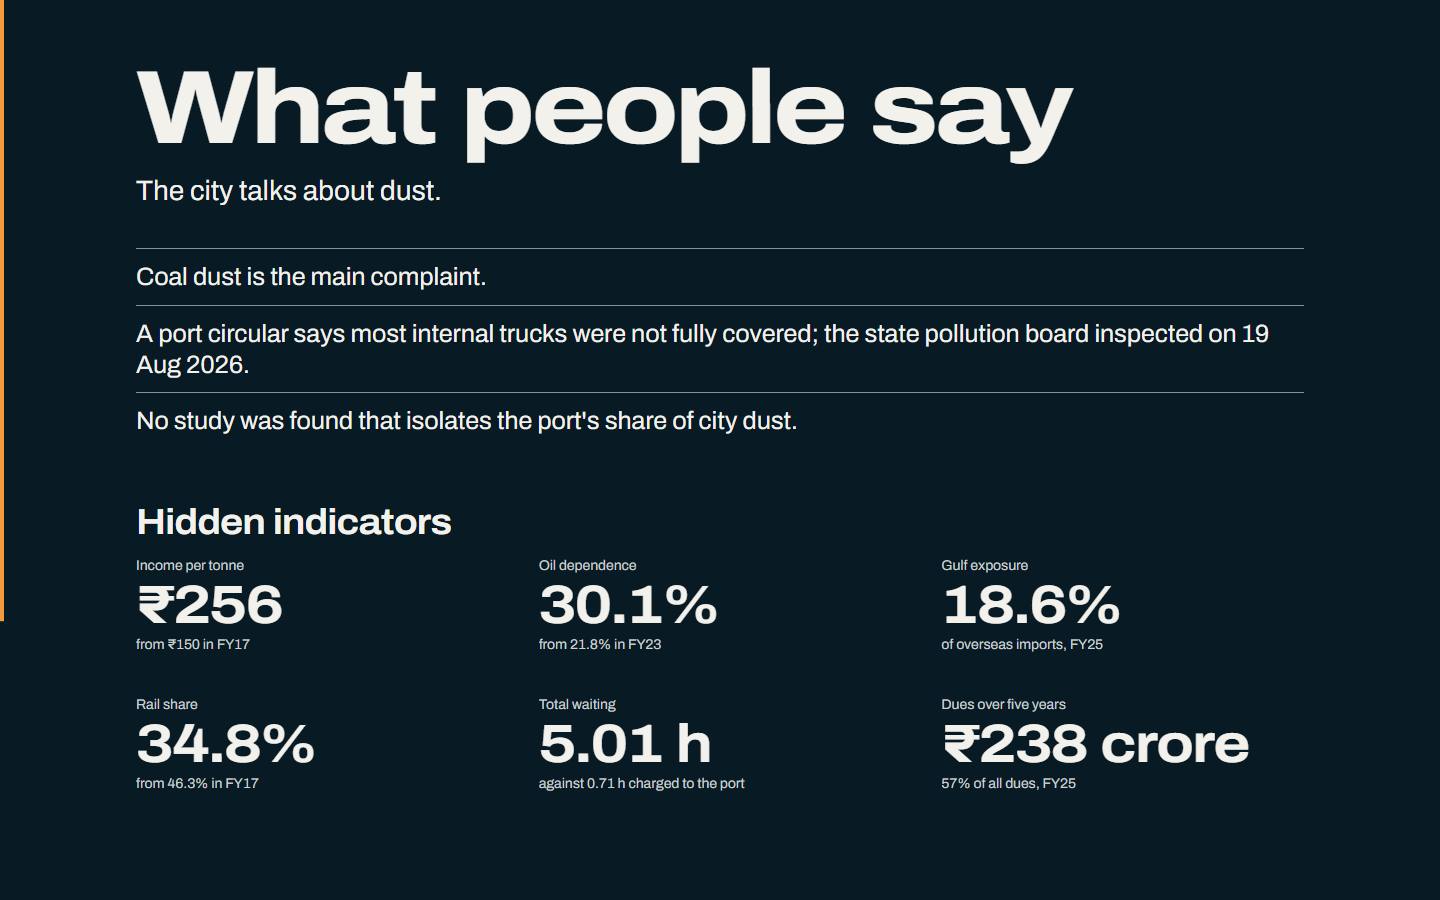 What people say
The city talks about dust.
Coal dust is the main complaint.
A port circular says most internal trucks were not fully covered; the state pollution board inspected on 19
Aug 2026.
No study was found that isolates the port's share of city dust.
Hidden indicators
Income per tonne
₹256
from ₹150 in FY17
Oil dependence
30.1%
from 21.8% in FY23
Gulf exposure
18.6%
of overseas imports, FY25
Rail share
34.8%
from 46.3% in FY17
Total waiting
5.01 h
against 0.71 h charged to the port
Dues over five years
₹238 crore
57% of all dues, FY25